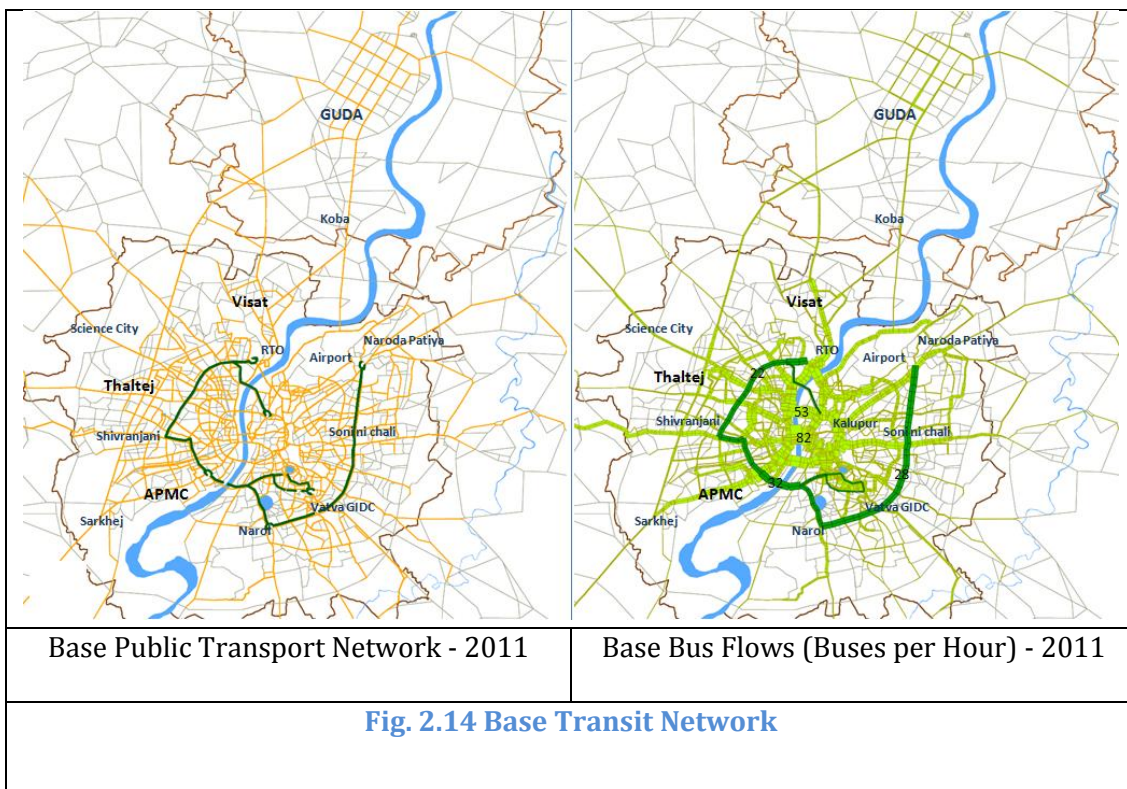 GUDA
Koba
Visat
Science City
RTO
Naroda Patiya
Airport
Thaltej
Shivranjani
Sonini chali
APMC
Vatva GIDC
Sarkhej
Narol
GUDA
Koba
Visat
Science City
RTO
Naroda Patiya
Airport
Thaltej
22
Shivranjani
53
Kalupur
Sonini chali
82
32
28
APMC
Vatva GIDC
Sarkhej
Narol
Base Public Transport Network - 2011
Base Bus Flows (Buses per Hour) - 2011
Fig. 2.14 Base Transit Network